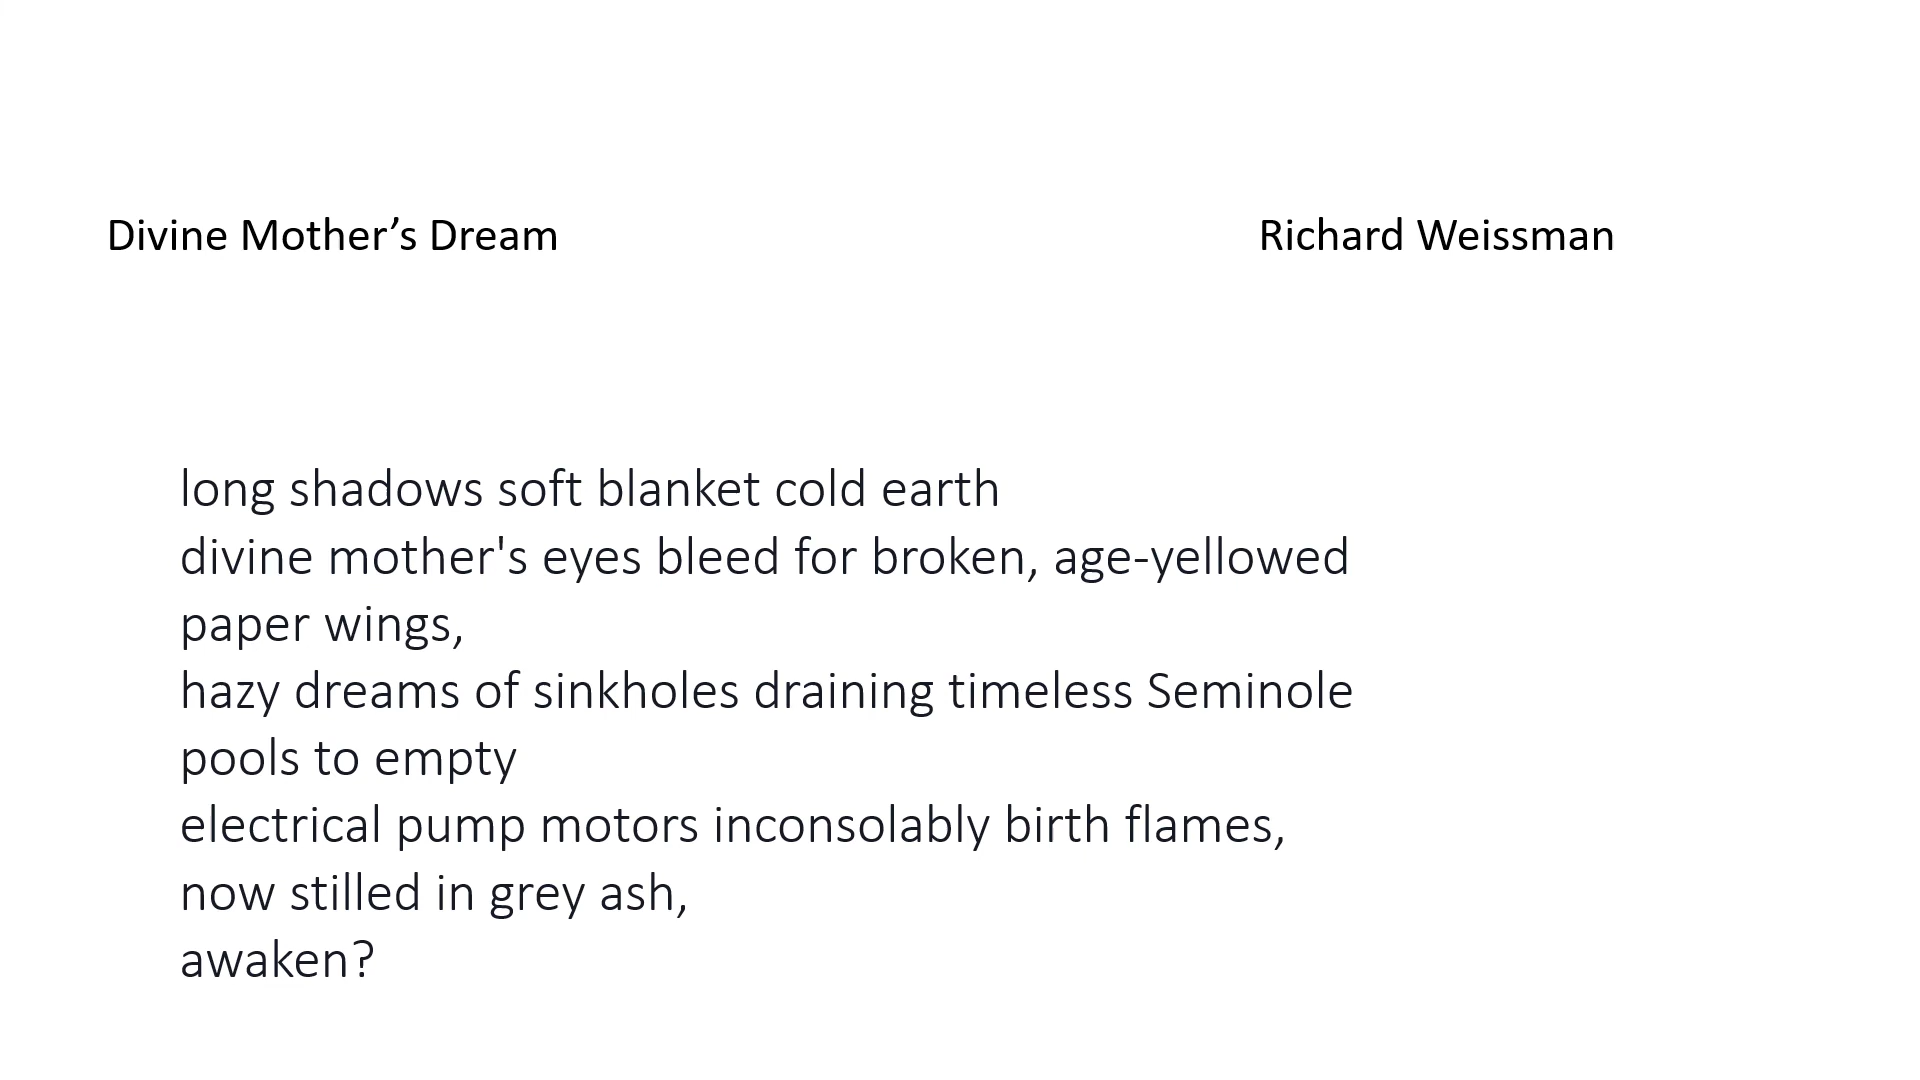 Divine Mother’s Dream
Richard Weissman
long shadows soft blanket cold earth
divine mother's eyes bleed for broken, age-yellowed
paper wings,
hazy dreams of sinkholes draining timeless Seminole
pools to empty
electrical pump motors inconsolably birth flames,
now stilled in grey ash,
awaken?